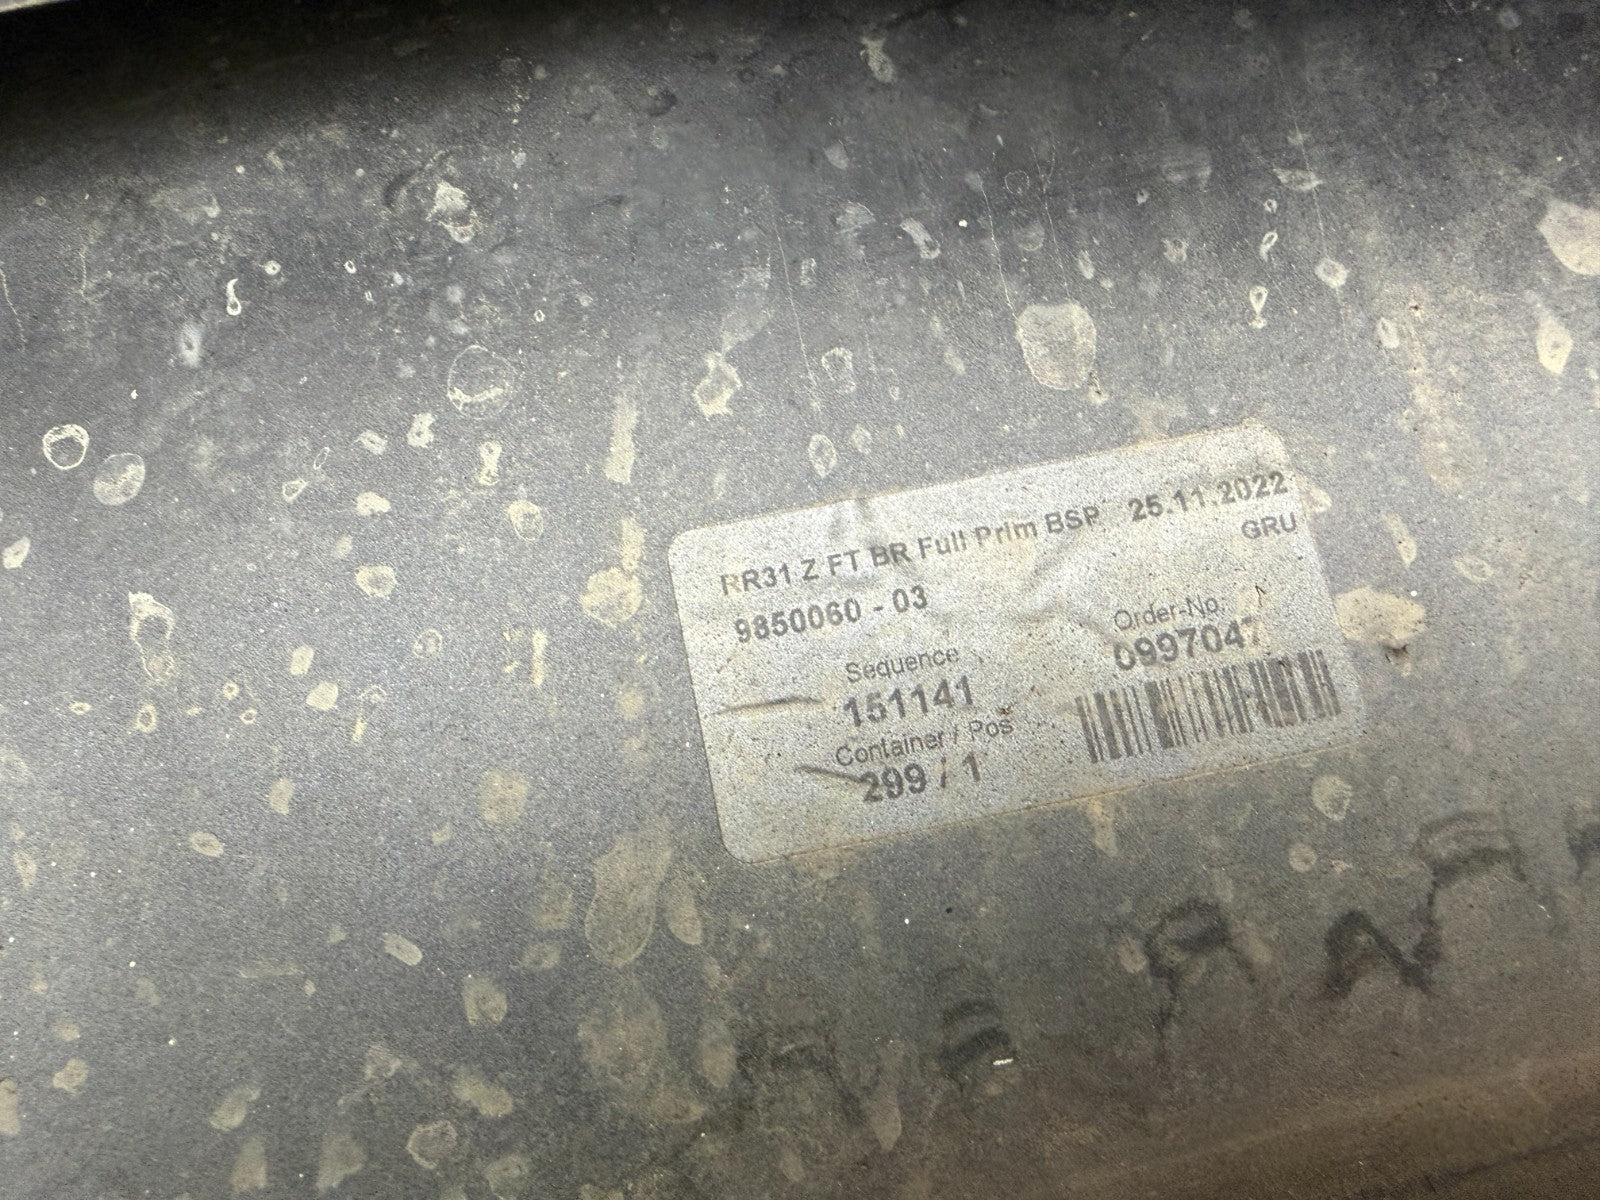 RR31 Z FT BR Full Prim BSP 25.11.2022
9850060 - 03 GRU
Sequence Order-No:
151141 0997047
Container / Pos
299 / 1